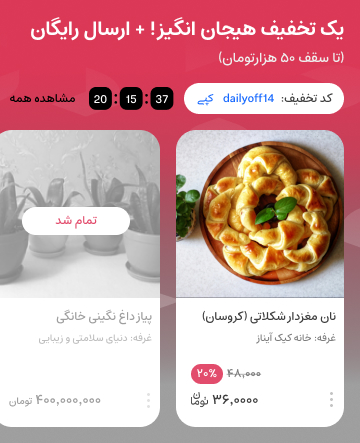 یک تخفیف هیجان انگیز! + ارسال رایگان
(تا سقف ۵۰ هزارتومان)
کد تخفیف: dailyoff14 کپی
20 : 15 : 37
مشاهده همه
نان مغزدار شکلاتی (کروسان)
غرفه: خانه کیک آیناز
۴۸,۰۰۰ ۲۰%
۳۶,۰۰۰۰ تومان
تمام شد
پیاز داغ نگینی خانگی
غرفه: دنیای سلامتی و زیبایی
۴۰۰,۰۰۰,۰۰۰ تومان